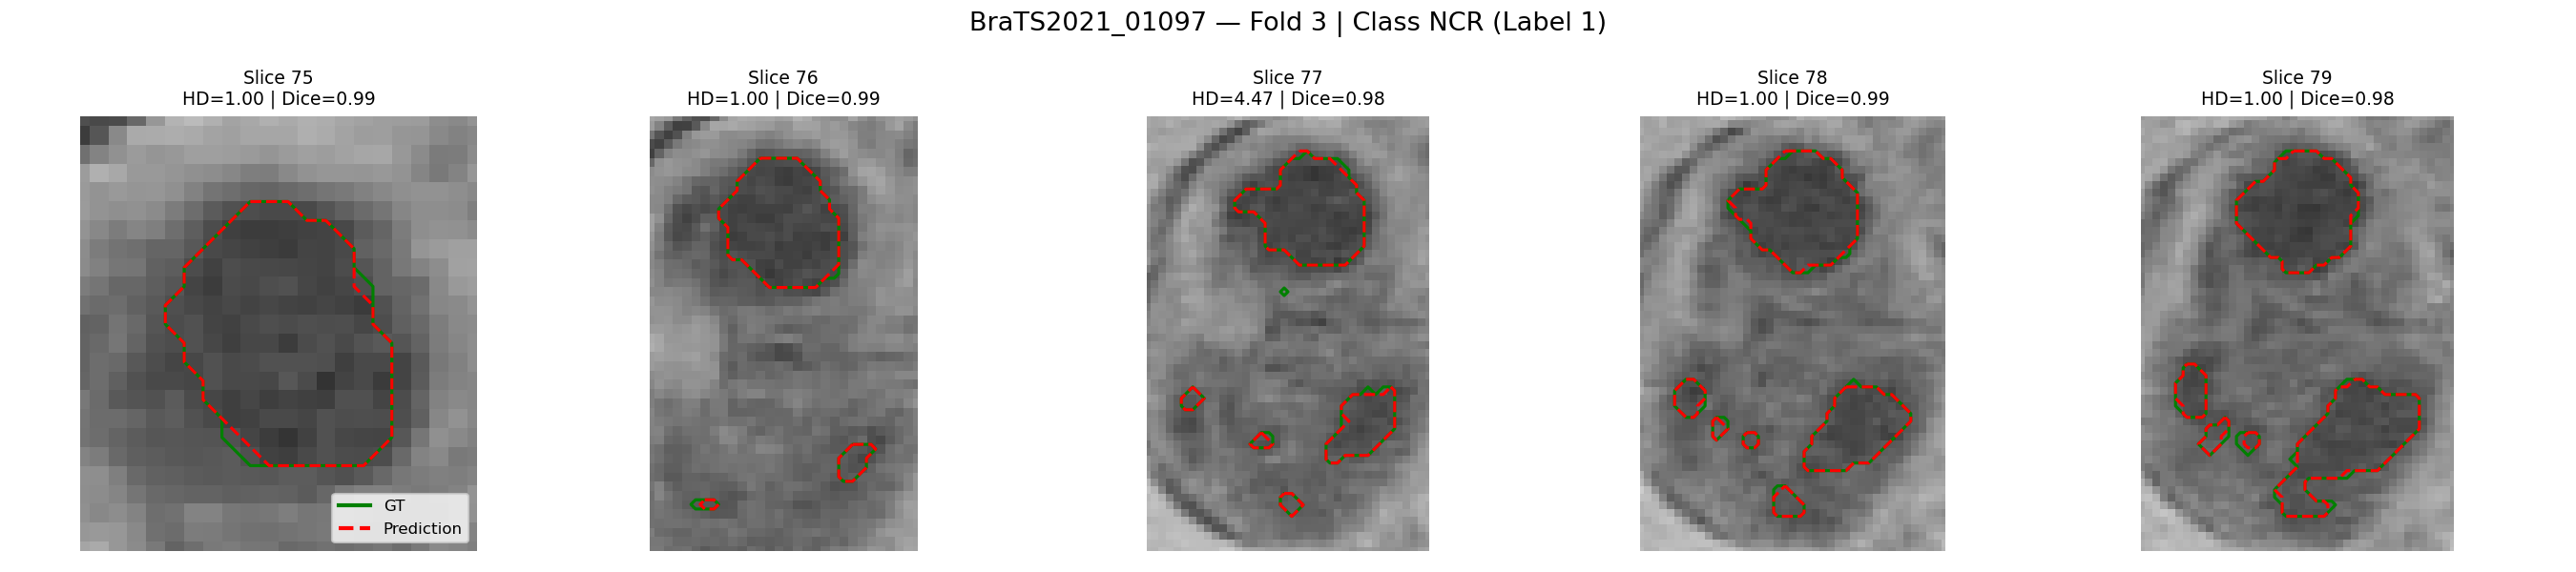 BraTS2021_01097 — Fold 3 | Class NCR (Label 1)
Slice 75
HD=1.00 | Dice=0.99
Slice 76
HD=1.00 | Dice=0.99
Slice 77
HD=4.47 | Dice=0.98
Slice 78
HD=1.00 | Dice=0.99
Slice 79
HD=1.00 | Dice=0.98
GT
Prediction